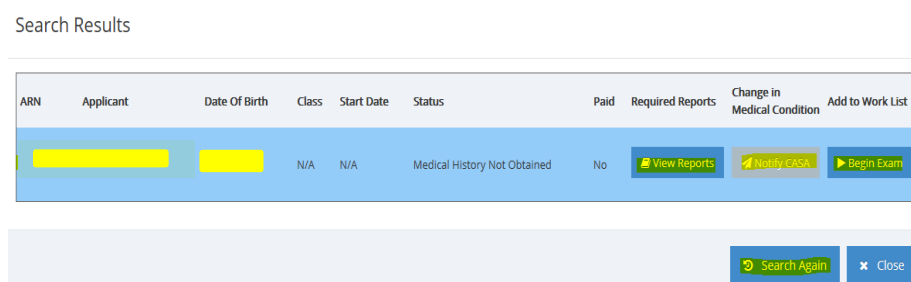 Search Results
ARN Applicant Date Of Birth Class Start Date Status Paid Required Reports Change in Medical Condition Add to Work List
N/A N/A Medical History Not Obtained No View Reports Notify CASA Begin Exam
Search Again Close